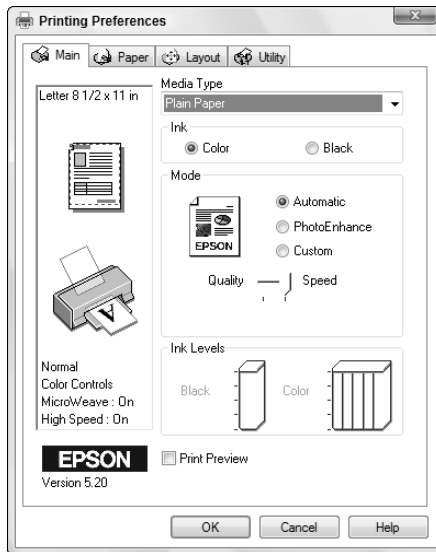 Printing Preferences
Main
Paper
Layout
Utility
Letter 8 1/2 x 11 in
Media Type
Plain Paper
Ink
Color
Black
Mode
EPSON
Automatic
PhotoEnhance
Custom
Quality
Speed
A
Normal
Color Controls
MicroWeave : On
High Speed : On
Ink Levels
Black
Color
EPSON
Version 5.20
Print Preview
OK
Cancel
Help